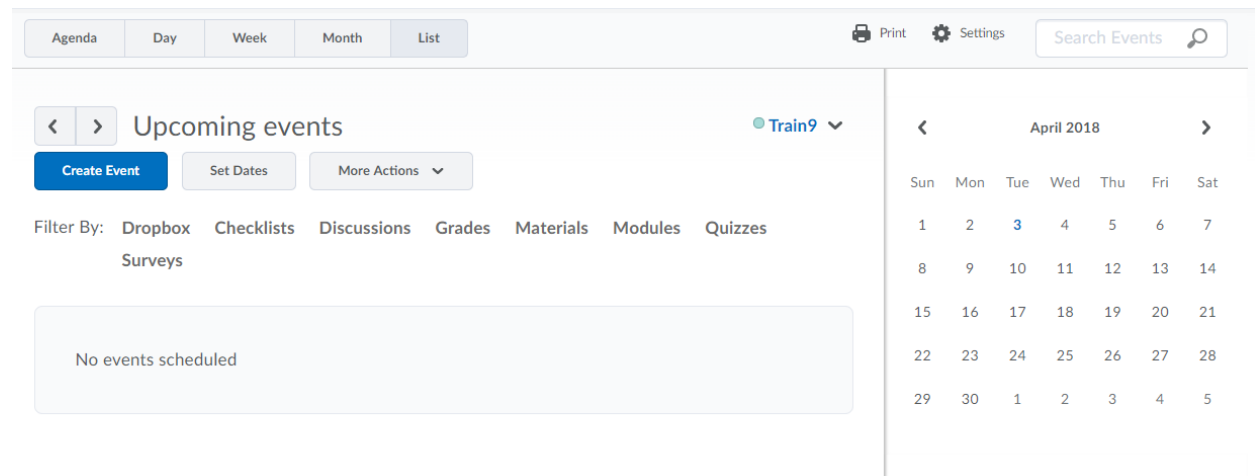 Agenda Day Week Month List Print Settings Search Events
Upcoming events Train9
Create Event Set Dates More Actions
Filter By: Dropbox Checklists Discussions Grades Materials Modules Quizzes
Surveys
No events scheduled
April 2018
Sun Mon Tue Wed Thu Fri Sat
1 2 3 4 5 6 7
8 9 10 11 12 13 14
15 16 17 18 19 20 21
22 23 24 25 26 27 28
29 30 1 2 3 4 5